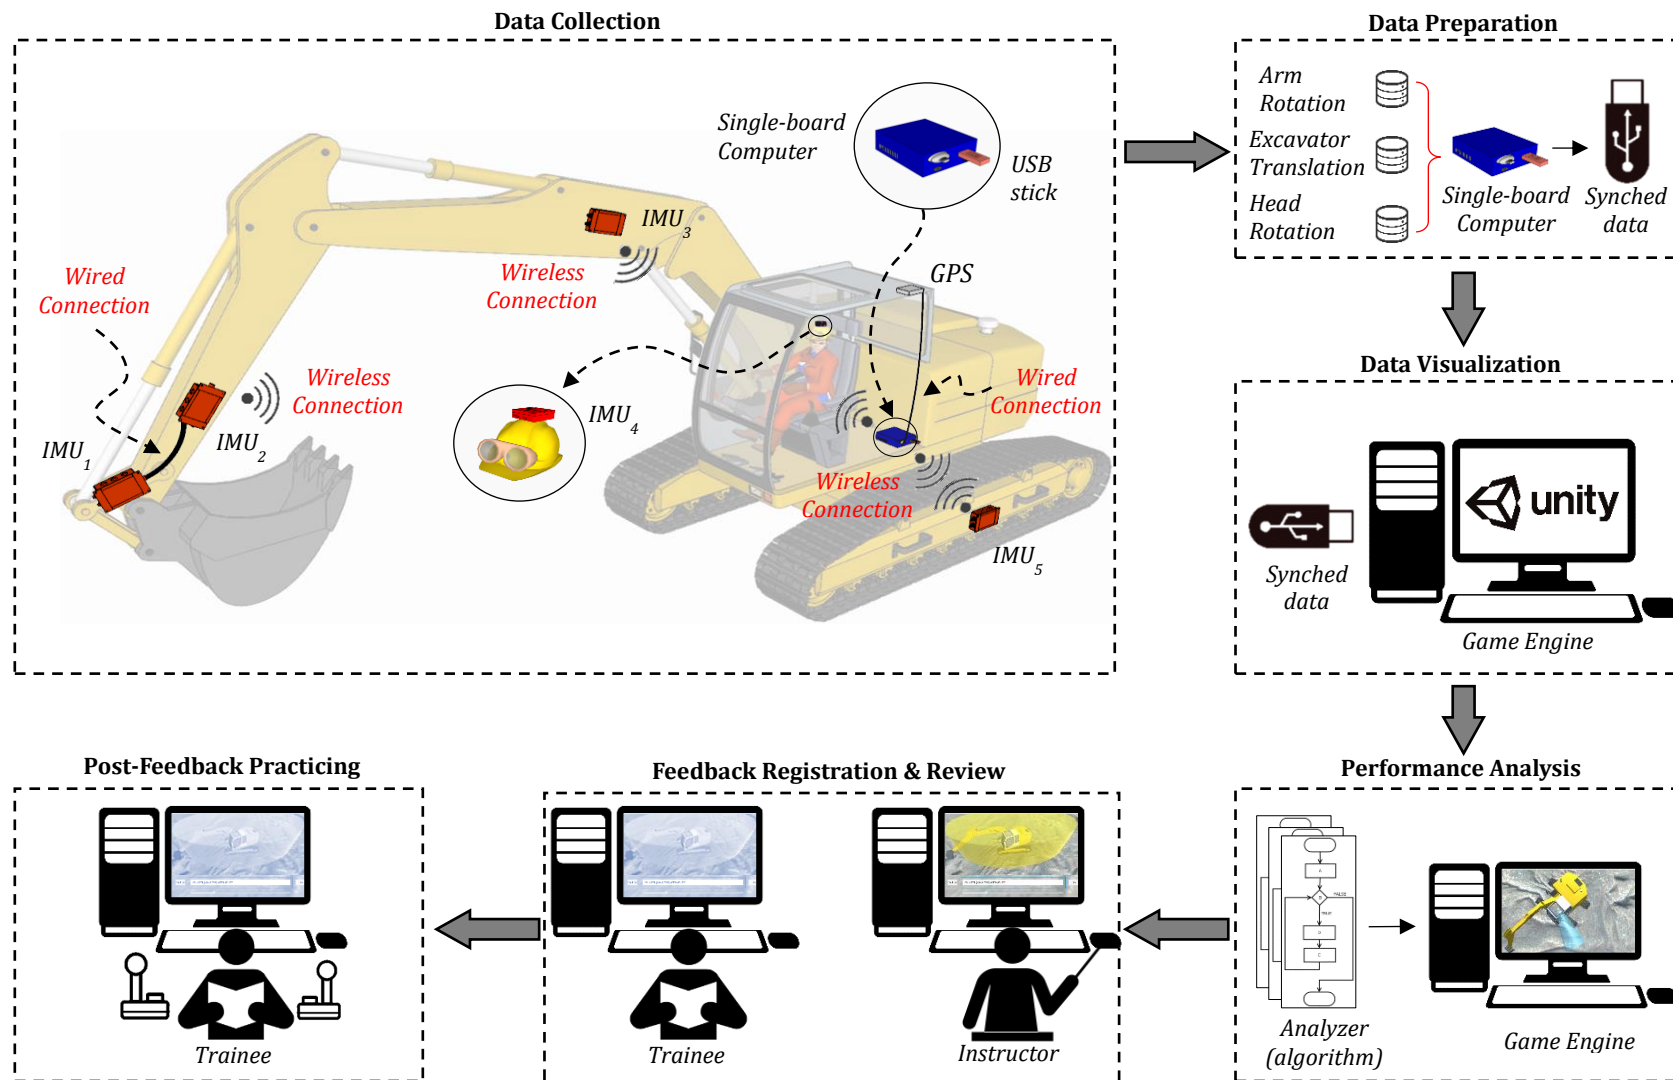 Data Collection
Single-board
Computer
USB
stick
IMU3
Wireless
Connection
GPS
Wired
Connection
Wireless
Connection
IMU1
IMU2
IMU4
Wired
Connection
Wireless
Connection
IMU5
Data Preparation
Arm
Rotation
Excavator
Translation
Head
Rotation
Single-board
Computer
Synched
data
Data Visualization
unity
Synched
data
Game Engine
Performance Analysis
FALSE
Analyzer
(algorithm)
Game Engine
Feedback Registration & Review
Trainee
Instructor
Post-Feedback Practicing
Trainee